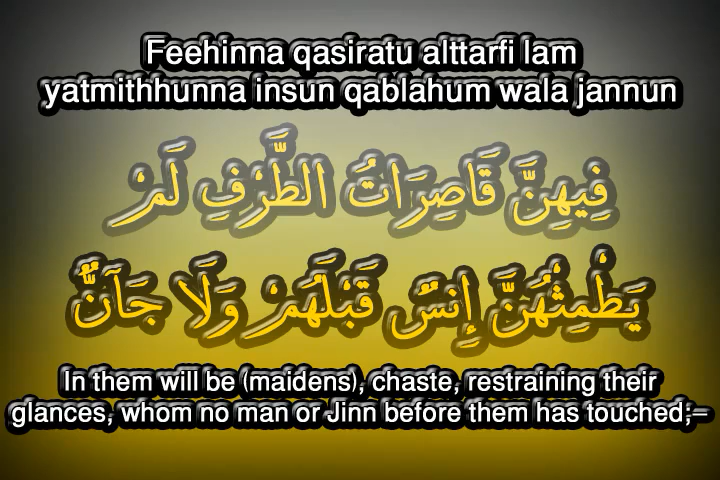 Feehinna qasiratu alttarfi lam
yatmithhunna insun qablahum wala jannun
فِيهِنَّ قَاصِرَاتُ الطَّرْفِ لَمْ
يَطْمِثْهُنَّ إِنسٌ قَبْلَهُمْ وَلَا جَآنٌّ
In them will be (maidens), chaste, restraining their
glances, whom no man or Jinn before them has touched;–